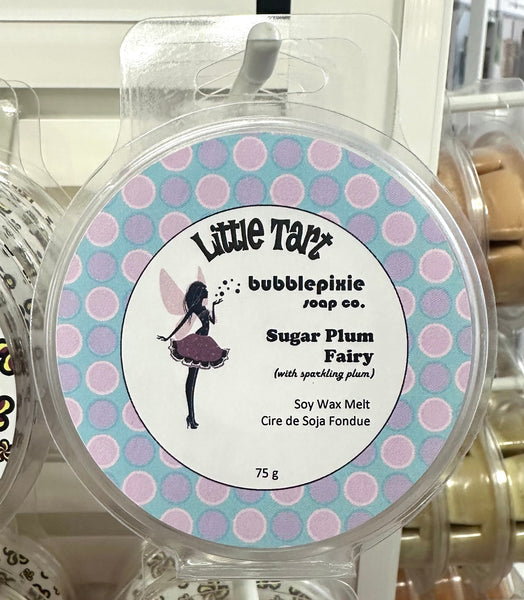 Little Tart
bubblepixie
soap co.
Sugar Plum
Fairy
(with sparkling plum)
Soy Wax Melt
Cire de Soja Fondue
75 g